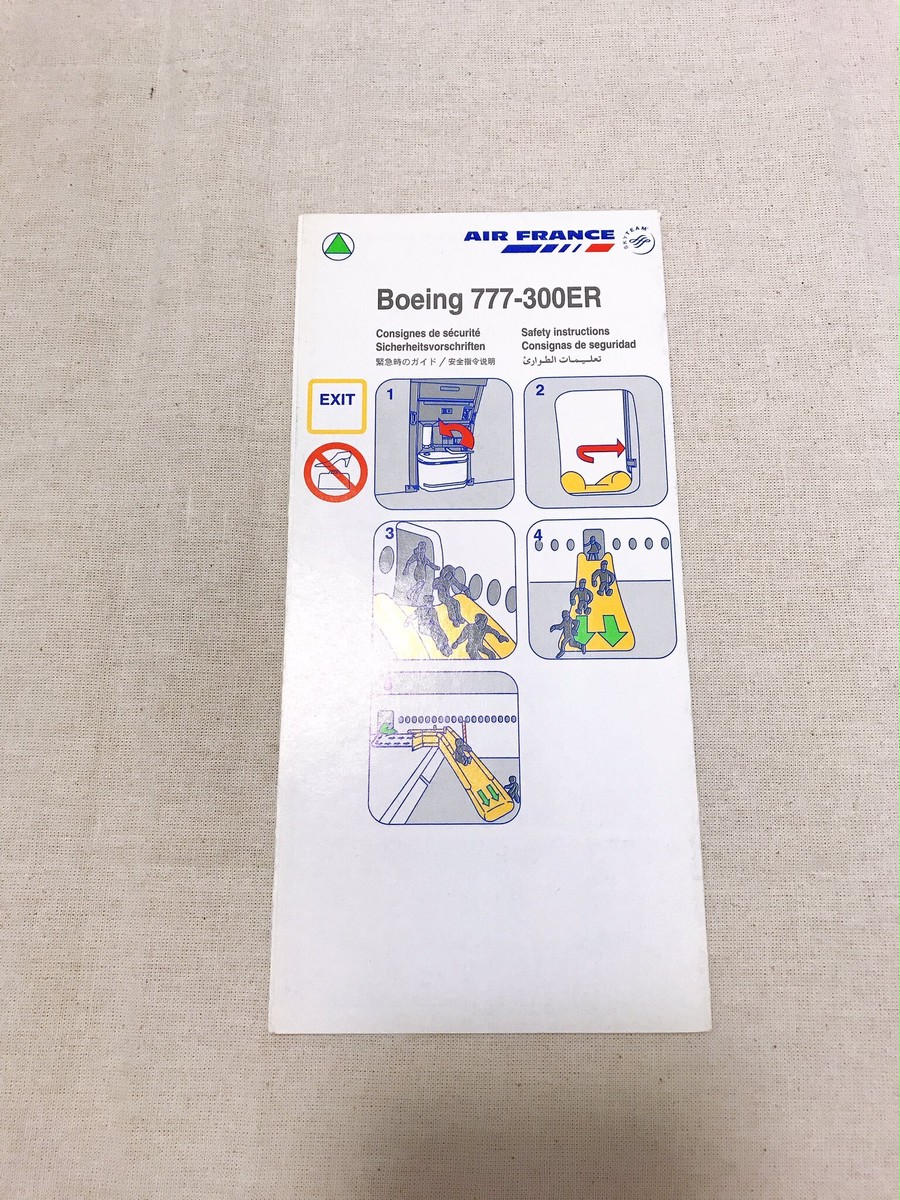 AIR FRANCE
SKYTEAM
Boeing 777-300ER
Consignes de sécurité
Sicherheitsvorschriften
緊急時のガイド / 安全指令说明
Safety instructions
Consignas de seguridad
تعليمات الطوارئ
EXIT
1
2
3
4
5